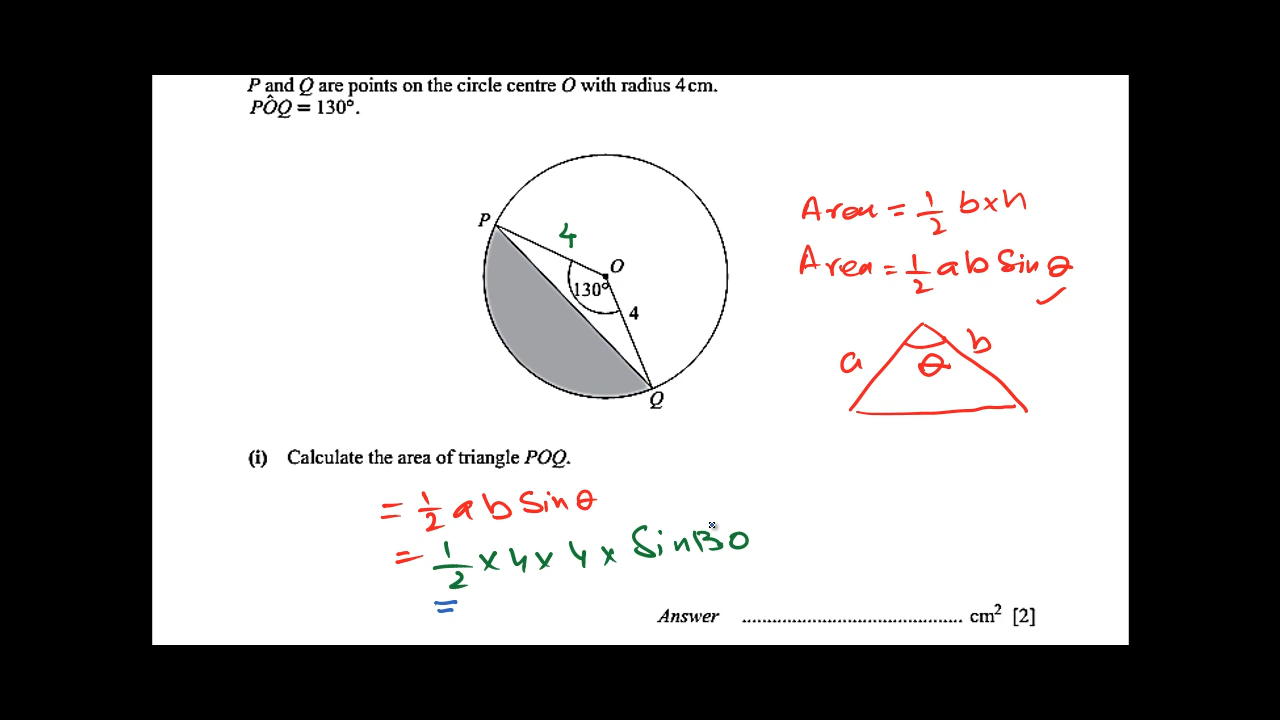 P and Q are points on the circle centre O with radius 4 cm.
PÔQ = 130°.
P
4
O
130°
4
Q
Area = 1/2 b×h
Area = 1/2 ab Sin θ
a
b
θ
(i) Calculate the area of triangle POQ.
= 1/2 a b Sin θ
= 1/2 × 4 × 4 × Sin 130
=
Answer ............................................ cm² [2]